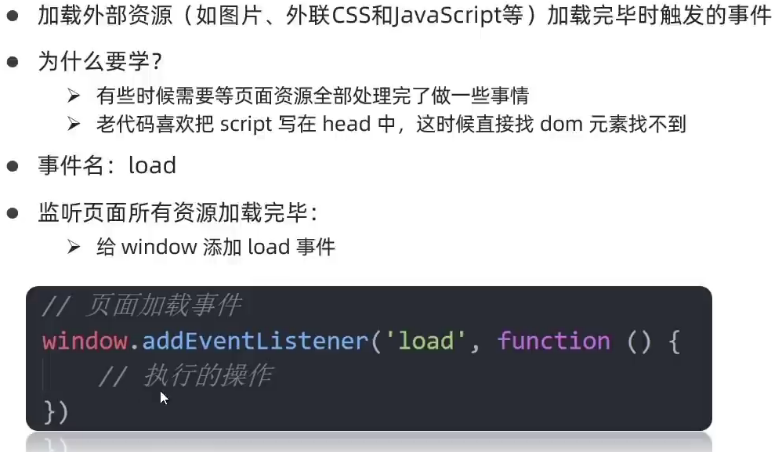 加载外部资源（如图片、外联CSS和JavaScript等）加载完毕时触发的事件
为什么要学？
有些时候需要等页面资源全部处理完了做一些事情
老代码喜欢把 script 写在 head 中，这时候直接找 dom 元素找不到
事件名：load
监听页面所有资源加载完毕：
给 window 添加 load 事件
// 页面加载事件
window.addEventListener('load', function () {
// 执行的操作
})